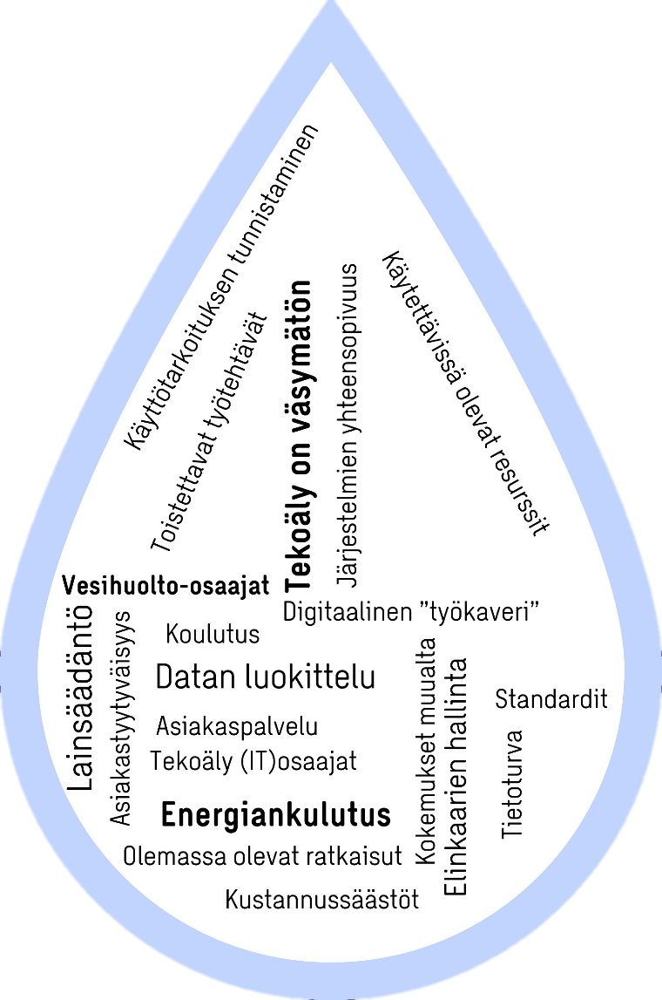 Käyttötarkoituksen tunnistaminen
Toistettavat työtehtävät
Tekoäly on väsymätön
Järjestelmien yhteensopivuus
Käytettävissä olevat resurssit
Vesihuolto-osaajat
Digitaalinen ”työkaveri”
Lainsäädäntö
Asiakastyytyväisyys
Koulutus
Datan luokittelu
Asiakaspalvelu
Tekoäly (IT)osaajat
Energiankulutus
Olemassa olevat ratkaisut
Kustannussäästöt
Kokemukset muualta
Elinkaarien hallinta
Standardit
Tietoturva